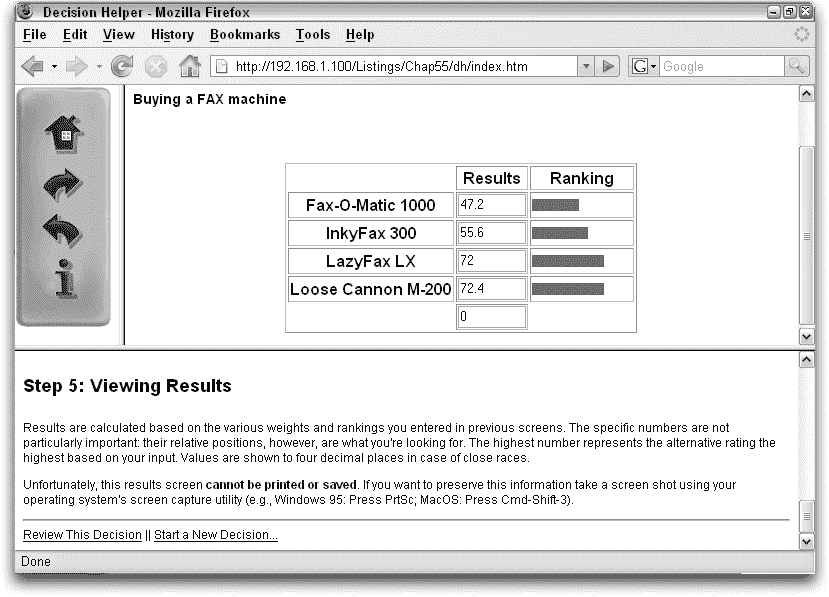 Decision Helper - Mozilla Firefox
File Edit View History Bookmarks Tools Help
http://192.168.1.100/Listings/Chap55/dh/index.htm
G Google
Buying a FAX machine
Results Ranking
Fax-O-Matic 1000 47.2
InkyFax 300 55.6
LazyFax LX 72
Loose Cannon M-200 72.4
0
Step 5: Viewing Results
Results are calculated based on the various weights and rankings you entered in previous screens. The specific numbers are not
particularly important: their relative positions, however, are what you're looking for. The highest number represents the alternative rating the
highest based on your input. Values are shown to four decimal places in case of close races.
Unfortunately, this results screen cannot be printed or saved. If you want to preserve this information take a screen shot using your
operating system's screen capture utility (e.g., Windows 95: Press PrtSc; MacOS: Press Cmd-Shift-3).
Review This Decision || Start a New Decision...
Done